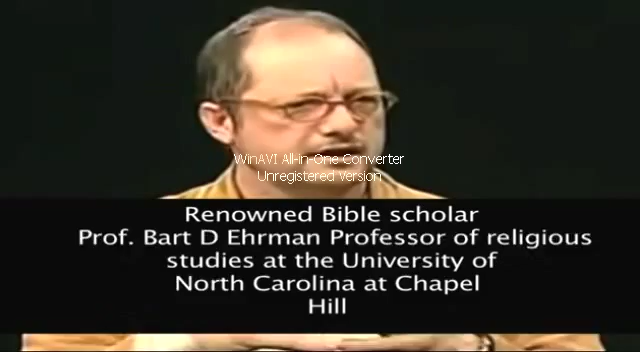 WinAVI All-In-One Converter
Unregistered Version
Renowned Bible scholar
Prof. Bart D Ehrman Professor of religious
studies at the University of
North Carolina at Chapel
Hill